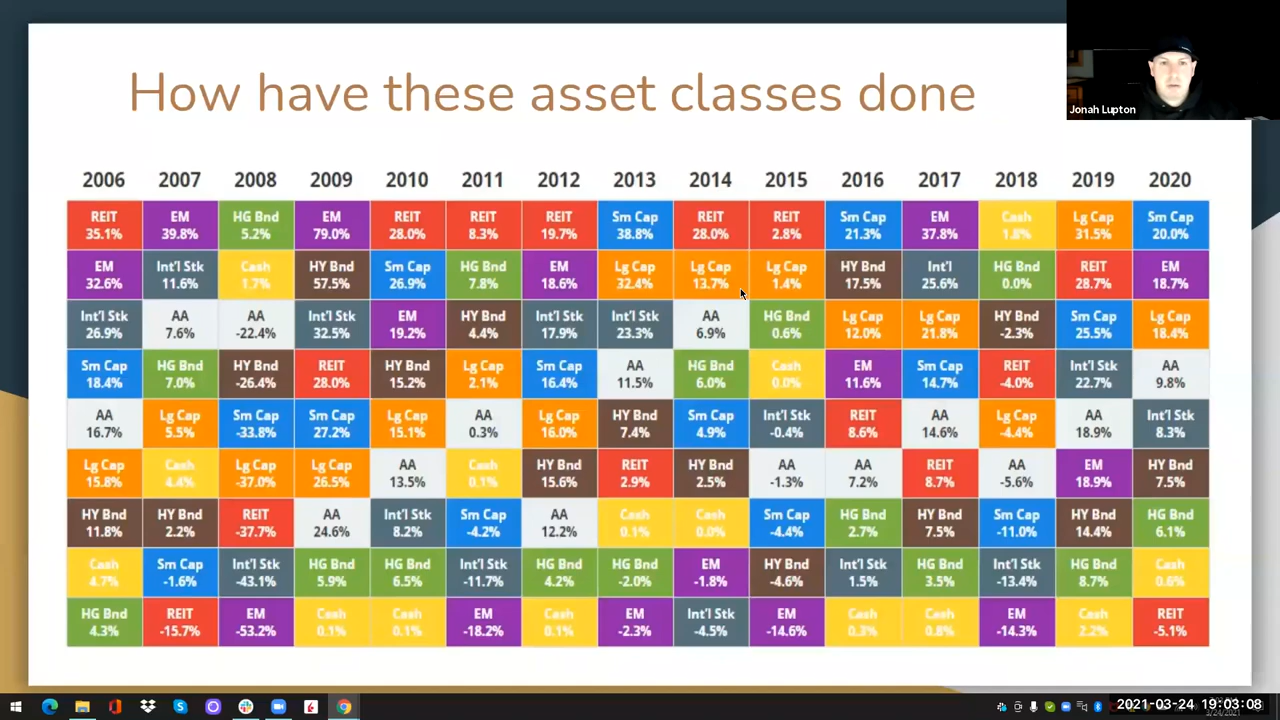 How have these asset classes done
Jonah Lupton
2006 2007 2008 2009 2010 2011 2012 2013 2014 2015 2016 2017 2018 2019 2020
REIT EM HG Bnd EM REIT REIT REIT Sm Cap REIT REIT Sm Cap EM Cash Lg Cap Sm Cap
35.1% 39.8% 5.2% 79.0% 28.0% 8.3% 19.7% 38.8% 28.0% 2.8% 21.3% 37.8% 1.8% 31.5% 20.0%
EM Int'l Stk Cash HY Bnd Sm Cap HG Bnd EM Lg Cap Lg Cap Lg Cap HY Bnd Int'l HG Bnd REIT EM
32.6% 11.6% 1.7% 57.5% 26.9% 7.8% 18.6% 32.4% 13.7% 1.4% 17.5% 25.6% 0.0% 28.7% 18.7%
Int'l Stk AA AA Int'l Stk EM HY Bnd Int'l Stk Int'l Stk AA HG Bnd Lg Cap Lg Cap HY Bnd Sm Cap Lg Cap
26.9% 7.6% -22.4% 32.5% 19.2% 4.4% 17.9% 23.3% 6.9% 0.6% 12.0% 21.8% -2.3% 25.5% 18.4%
Sm Cap HG Bnd HY Bnd REIT HY Bnd Lg Cap Sm Cap AA HG Bnd Cash EM Sm Cap REIT Int'l Stk AA
18.4% 7.0% -26.4% 28.0% 15.2% 2.1% 16.4% 11.5% 6.0% 0.0% 11.6% 14.7% -4.0% 22.7% 9.8%
AA Lg Cap Sm Cap Sm Cap Lg Cap AA Lg Cap HY Bnd Sm Cap Int'l Stk REIT AA Lg Cap AA Int'l Stk
16.7% 5.5% -33.8% 27.2% 15.1% 0.3% 16.0% 7.4% 4.9% -0.4% 8.6% 14.6% -4.4% 18.9% 8.3%
Lg Cap Cash Lg Cap Lg Cap AA Cash HY Bnd REIT HY Bnd AA AA REIT AA EM HY Bnd
15.8% 4.4% -37.0% 26.5% 13.5% 0.1% 15.6% 2.9% 2.5% -1.3% 7.2% 8.7% -5.6% 18.9% 7.5%
HY Bnd HY Bnd REIT AA Int'l Stk Sm Cap AA Cash Cash Sm Cap HG Bnd HY Bnd Sm Cap HY Bnd HG Bnd
11.8% 2.2% -37.7% 24.6% 8.2% -4.2% 12.2% 0.1% 0.0% -4.4% 2.7% 7.5% -11.0% 14.4% 6.1%
Cash Sm Cap Int'l Stk HG Bnd HG Bnd Int'l Stk HG Bnd HG Bnd EM HY Bnd Int'l Stk HG Bnd Int'l Stk HG Bnd Cash
4.7% -1.6% -43.1% 5.9% 6.5% -11.7% 4.2% -2.0% -1.8% -4.6% 1.5% 3.5% -13.4% 8.7% 0.6%
HG Bnd REIT EM Cash Cash EM Cash EM Int'l Stk EM Cash Cash EM Cash REIT
4.3% -15.7% -53.2% 0.1% 0.1% -18.2% 0.1% -2.3% -4.5% -14.6% 0.3% 0.8% -14.3% 2.2% -5.1%
2021-03-24 19:03:08